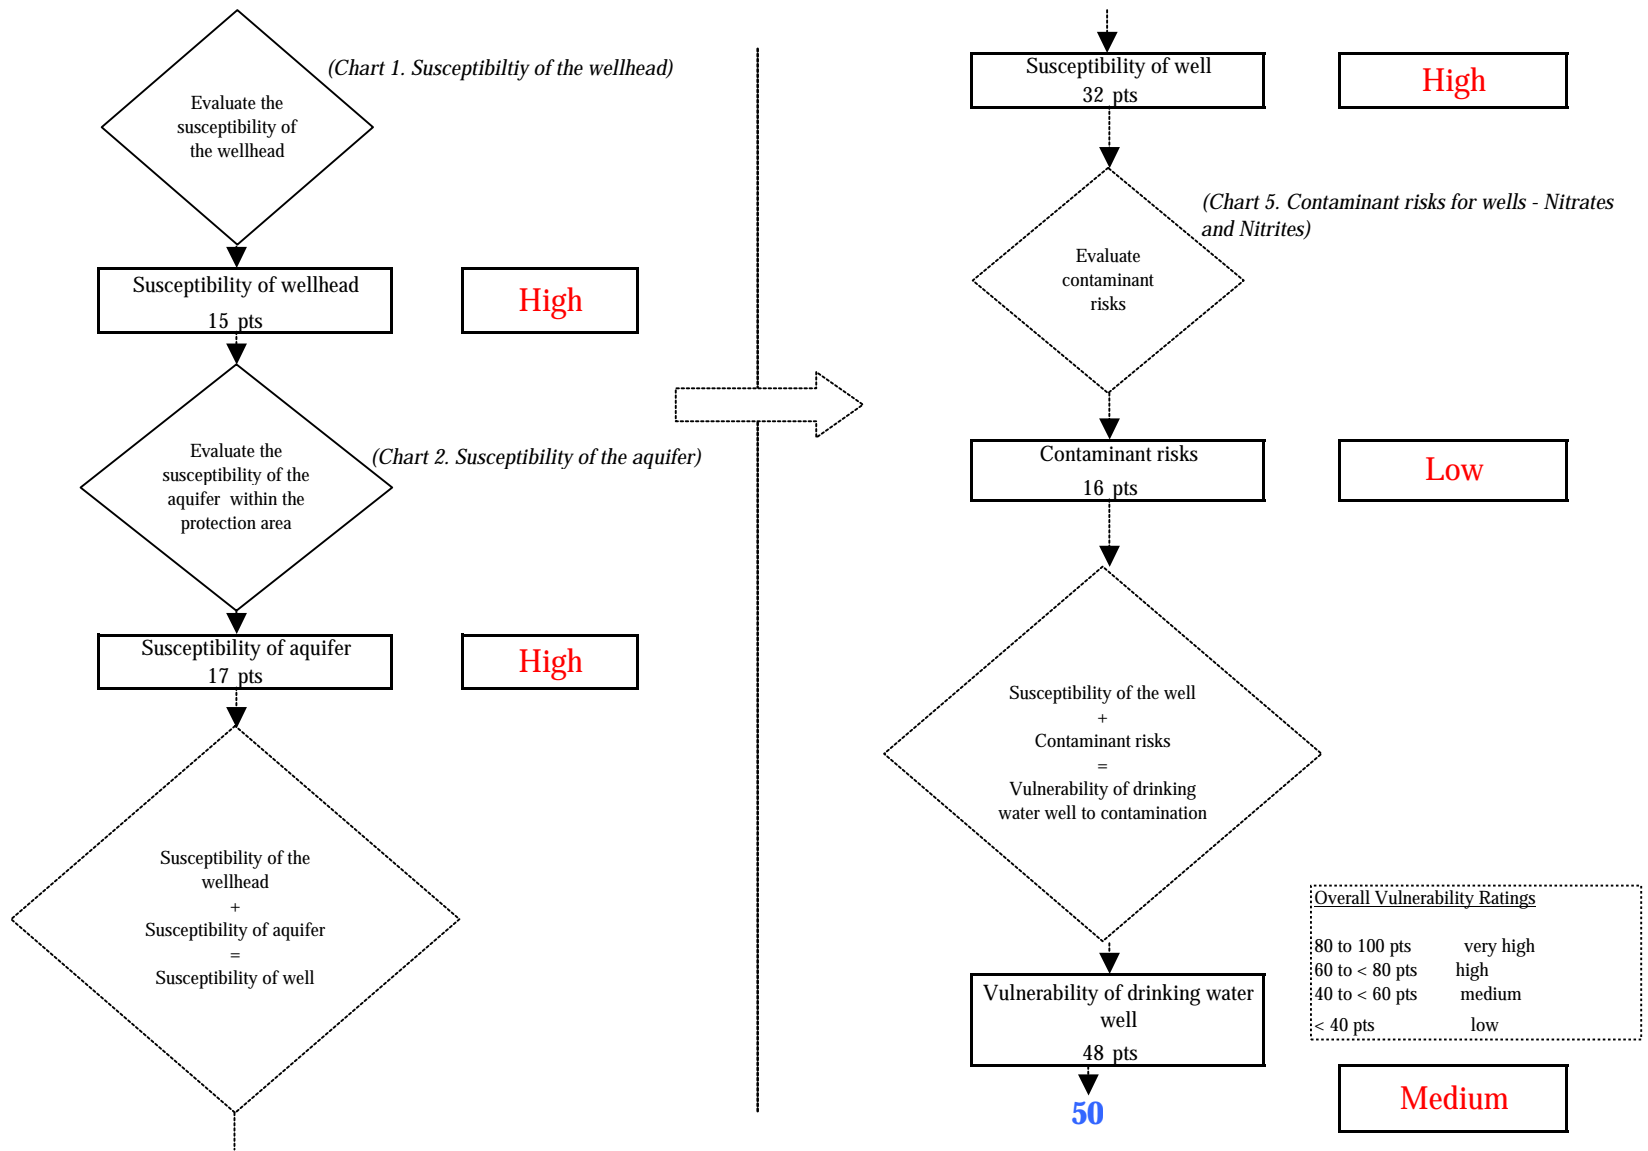 (Chart 1. Susceptibiltiy of the wellhead)
Evaluate the
susceptibility of
the wellhead
Susceptibility of wellhead
15 pts
High
Evaluate the
susceptibility of the
aquifer within the
protection area
(Chart 2. Susceptibility of the aquifer)
Susceptibility of aquifer
17 pts
High
Susceptibility of the
wellhead
+
Susceptibility of aquifer
=
Susceptibility of well
Susceptibility of well
32 pts
High
(Chart 5. Contaminant risks for wells - Nitrates
and Nitrites)
Evaluate
contaminant
risks
Contaminant risks
16 pts
Low
Susceptibility of the well
+
Contaminant risks
=
Vulnerability of drinking
water well to contamination
Overall Vulnerability Ratings
80 to 100 pts very high
60 to < 80 pts high
40 to < 60 pts medium
< 40 pts low
Vulnerability of drinking water
well
48 pts
50
Medium